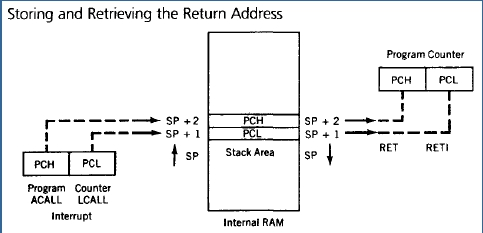 Storing and Retrieving the Return Address
Program Counter
PCH PCL
SP + 2 PCH SP + 2
SP + 1 PCL SP + 1
SP Stack Area SP
RET RETI
PCH PCL
Program Counter
ACALL LCALL
Interrupt
Internal RAM